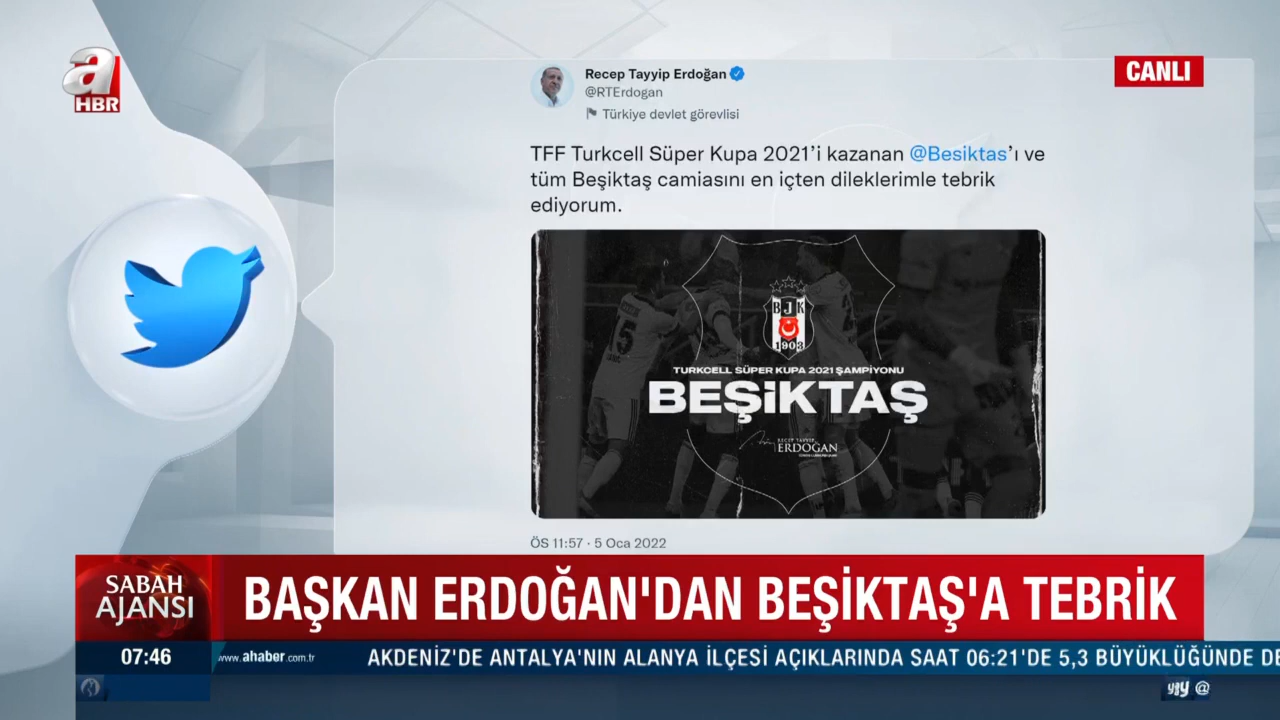 a
HBR
CANLI
Recep Tayyip Erdoğan
@RTErdogan
Türkiye devlet görevlisi
TFF Turkcell Süper Kupa 2021’i kazanan @Besiktas’ı ve
tüm Beşiktaş camiasını en içten dileklerimle tebrik
ediyorum.
BJK
1903
TURKCELL SÜPER KUPA 2021 ŞAMPİYONU
BEŞiKTAŞ
RECEP TAYYİP
ERDOĞAN
15
ÖS 11:57 · 5 Oca 2022
SABAH
AJANSI
BAŞKAN ERDOĞAN'DAN BEŞİKTAŞ'A TEBRİK
07:46
www.ahaber.com.tr
AKDENİZ'DE ANTALYA'NIN ALANYA İLÇESİ AÇIKLARINDA SAAT 06:21'DE 5,3 BÜYÜKLÜĞÜNDE DE